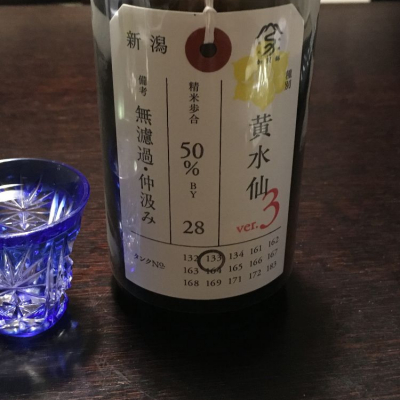 種別
黄水仙
ver.3
精米歩合
50%
BY
28
新潟
備考
無濾過・仲汲み
タンクNo.
132 133 134 161 162
163 164 165 166 167
168 169 171 172 183